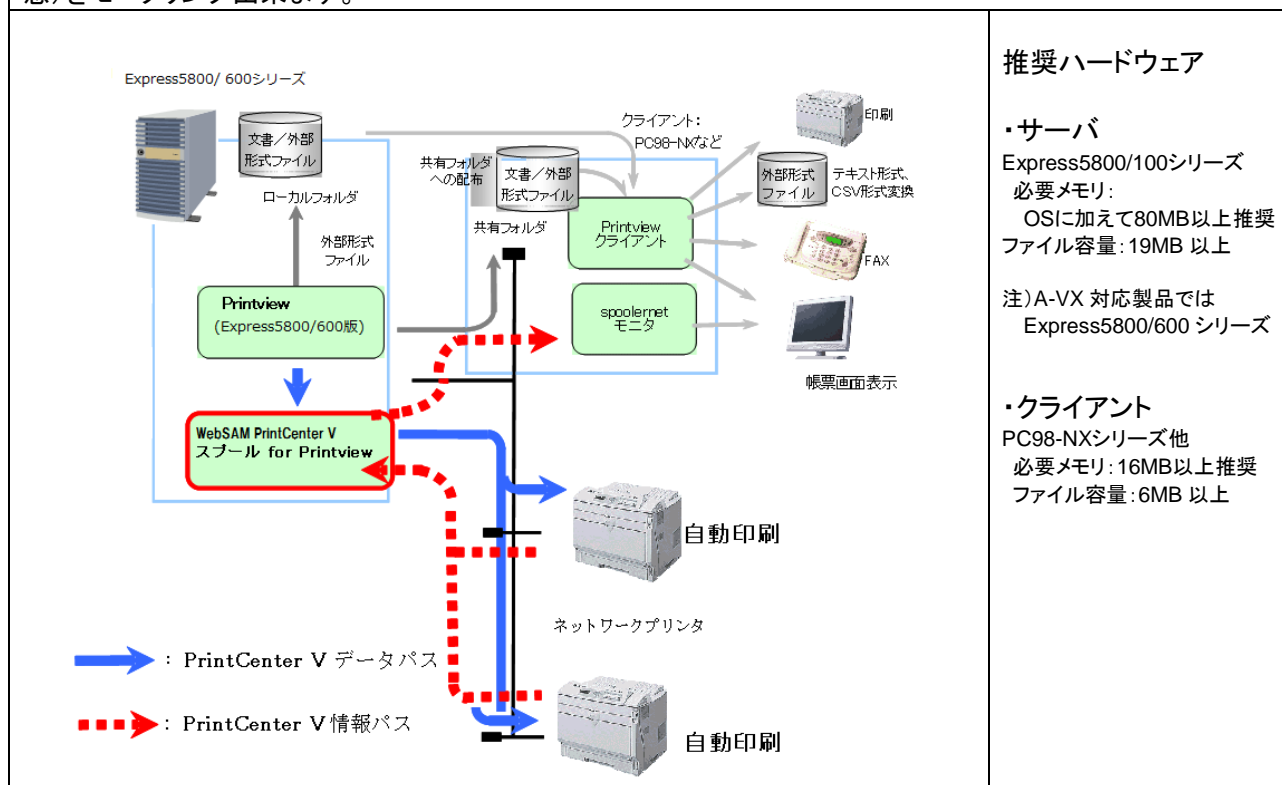 Express5800/ 600シリーズ
文書／外部
形式ファイル
ローカルフォルダ
外部形式
ファイル
Printview
(Express5800/600版)
WebSAM PrintCenter V
スプール for Printview
クライアント：
PC98-NXなど
共有フォルダ
への配布
文書／外部
形式ファイル
共有フォルダ
Printview
クライアント
spoolernet
モニタ
印刷
外部形式
ファイル
テキスト形式、
CSV形式変換
FAX
帳票画面表示
自動印刷
ネットワークプリンタ
自動印刷
：PrintCenter V データパス
：PrintCenter V 情報パス
推奨ハードウェア
・サーバ
Express5800/100シリーズ
必要メモリ：
OSに加えて80MB以上推奨
ファイル容量：19MB 以上
注）A-VX 対応製品では
Express5800/600 シリーズ
・クライアント
PC98-NXシリーズ他
必要メモリ：16MB以上推奨
ファイル容量：6MB 以上